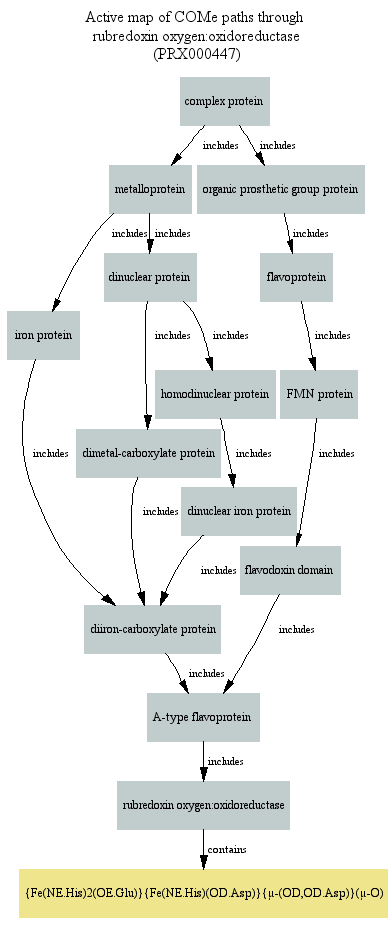 Active map of COMe paths through
rubredoxin oxygen:oxidoreductase
(PRX000447)
complex protein
includes
includes
metalloprotein
organic prosthetic group protein
includes
includes
includes
dinuclear protein
flavoprotein
iron protein
includes
includes
includes
homodinuclear protein
FMN protein
dimetal-carboxylate protein
includes
includes
includes
dinuclear iron protein
includes
flavodoxin domain
includes
diiron-carboxylate protein
includes
includes
A-type flavoprotein
includes
rubredoxin oxygen:oxidoreductase
contains
{Fe(NE.His)2(OE.Glu)}{Fe(NE.His)(OD.Asp)}{μ-(OD,OD.Asp)}(μ-O)